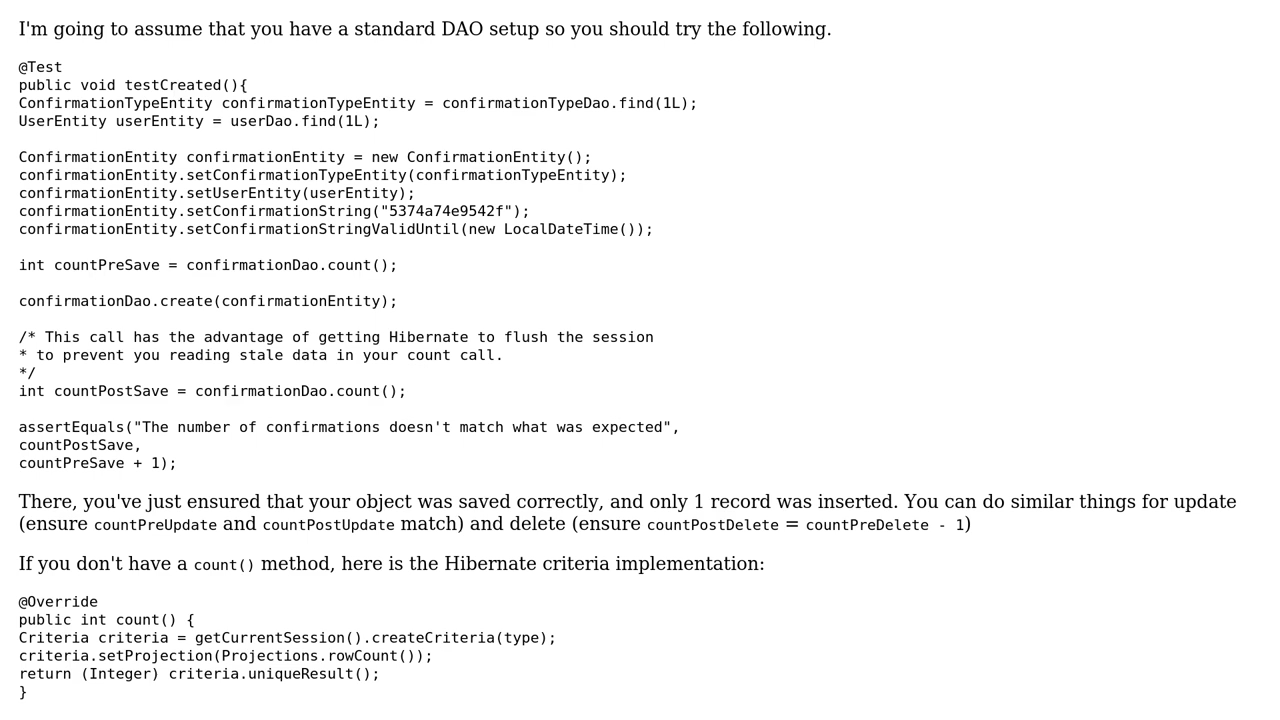 I'm going to assume that you have a standard DAO setup so you should try the following.
@Test
public void testCreated(){
ConfirmationTypeEntity confirmationTypeEntity = confirmationTypeDao.find(1L);
UserEntity userEntity = userDao.find(1L);
ConfirmationEntity confirmationEntity = new ConfirmationEntity();
confirmationEntity.setConfirmationTypeEntity(confirmationTypeEntity);
confirmationEntity.setUserEntity(userEntity);
confirmationEntity.setConfirmationString("5374a74e9542f");
confirmationEntity.setConfirmationStringValidUntil(new LocalDateTime());
int countPreSave = confirmationDao.count();
confirmationDao.create(confirmationEntity);
/* This call has the advantage of getting Hibernate to flush the session
* to prevent you reading stale data in your count call.
*/
int countPostSave = confirmationDao.count();
assertEquals("The number of confirmations doesn't match what was expected",
countPostSave,
countPreSave + 1);
There, you've just ensured that your object was saved correctly, and only 1 record was inserted. You can do similar things for update
(ensure countPreUpdate and countPostUpdate match) and delete (ensure countPostDelete = countPreDelete - 1)
If you don't have a count() method, here is the Hibernate criteria implementation:
@Override
public int count() {
Criteria criteria = getCurrentSession().createCriteria(type);
criteria.setProjection(Projections.rowCount());
return (Integer) criteria.uniqueResult();
}